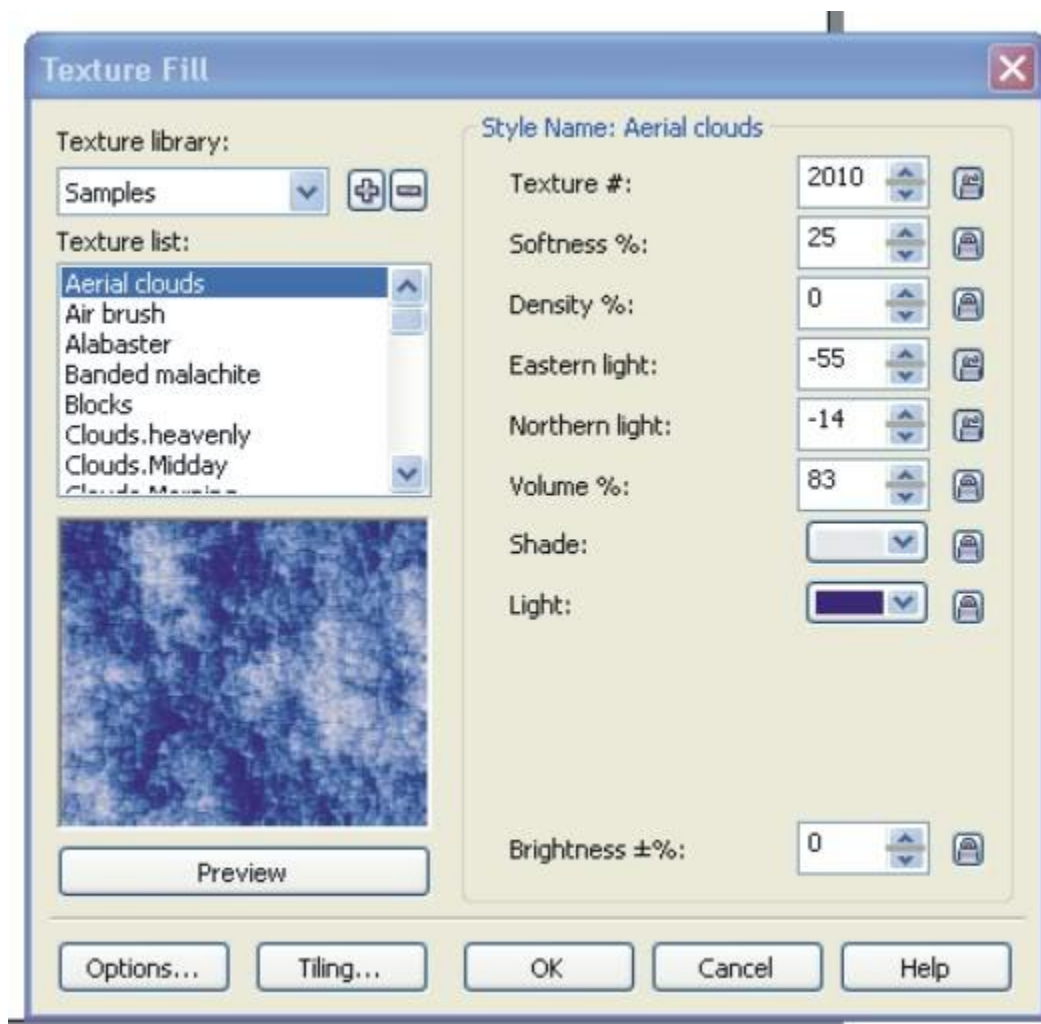 Texture Fill
Texture library:
Samples
Texture list:
Aerial clouds
Air brush
Alabaster
Banded malachite
Blocks
Clouds.heavenly
Clouds.Midday
Preview
Style Name: Aerial clouds
Texture #: 2010
Softness %: 25
Density %: 0
Eastern light: -55
Northern light: -14
Volume %: 83
Shade:
Light:
Brightness ±%: 0
Options... Tiling... OK Cancel Help